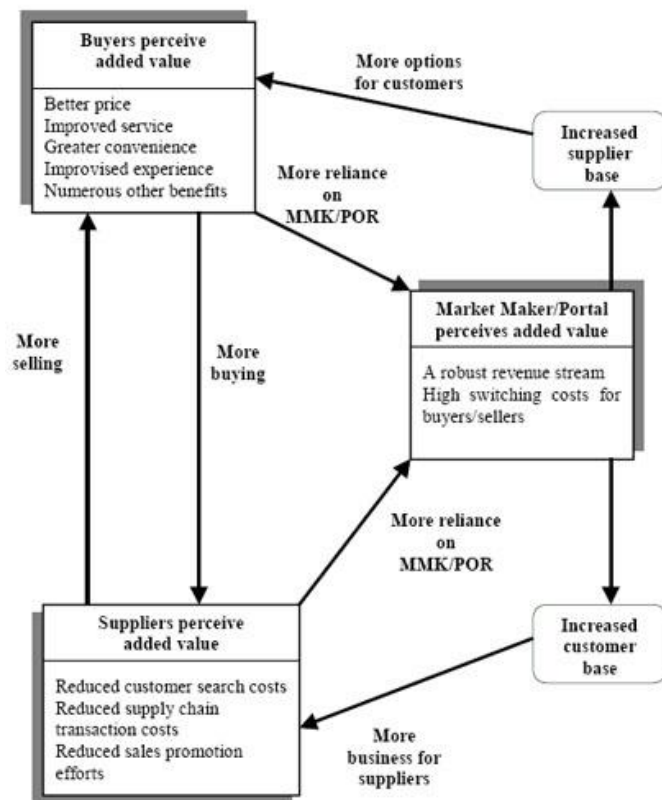 Buyers perceive
added value
Better price
Improved service
Greater convenience
Improvised experience
Numerous other benefits
More options
for customers
Increased
supplier
base
More reliance
on
MMK/POR
Market Maker/Portal
perceives added value
A robust revenue stream
High switching costs for
buyers/sellers
More
selling
More
buying
More reliance
on
MMK/POR
Suppliers perceive
added value
Reduced customer search costs
Reduced supply chain
transaction costs
Reduced sales promotion
efforts
Increased
customer
base
More
business for
suppliers